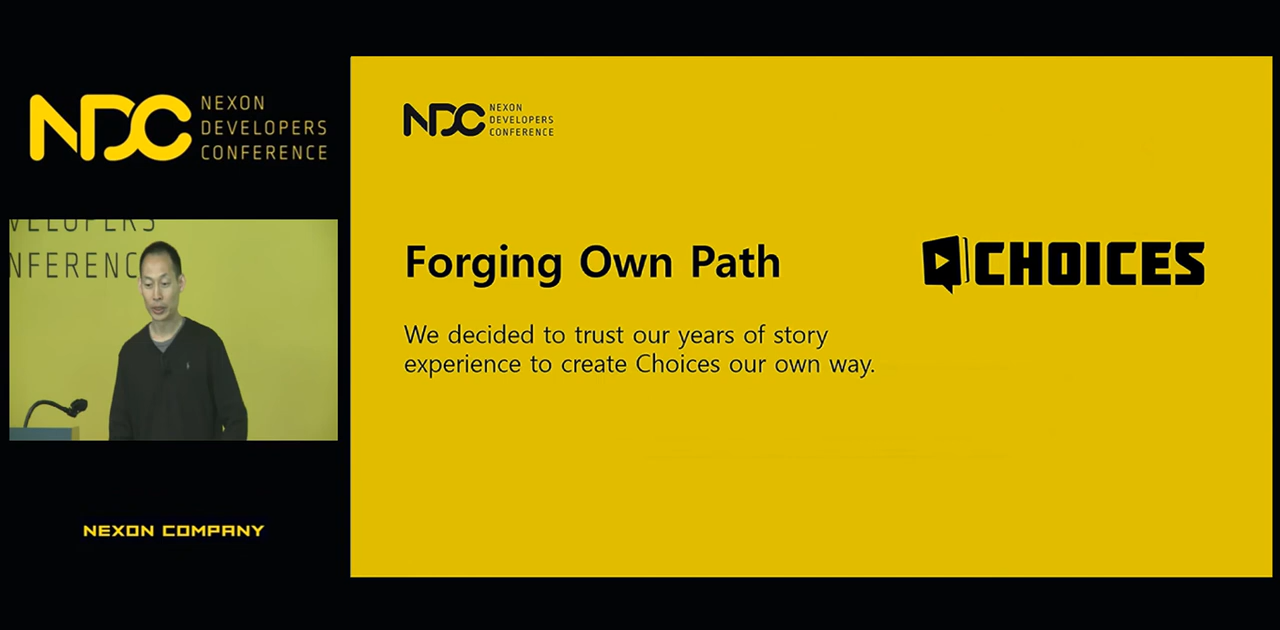 NDC NEXON
DEVELOPERS
CONFERENCE
NEXON COMPANY
NDC NEXON
DEVELOPERS
CONFERENCE
Forging Own Path
We decided to trust our years of story
experience to create Choices our own way.
CHOICES